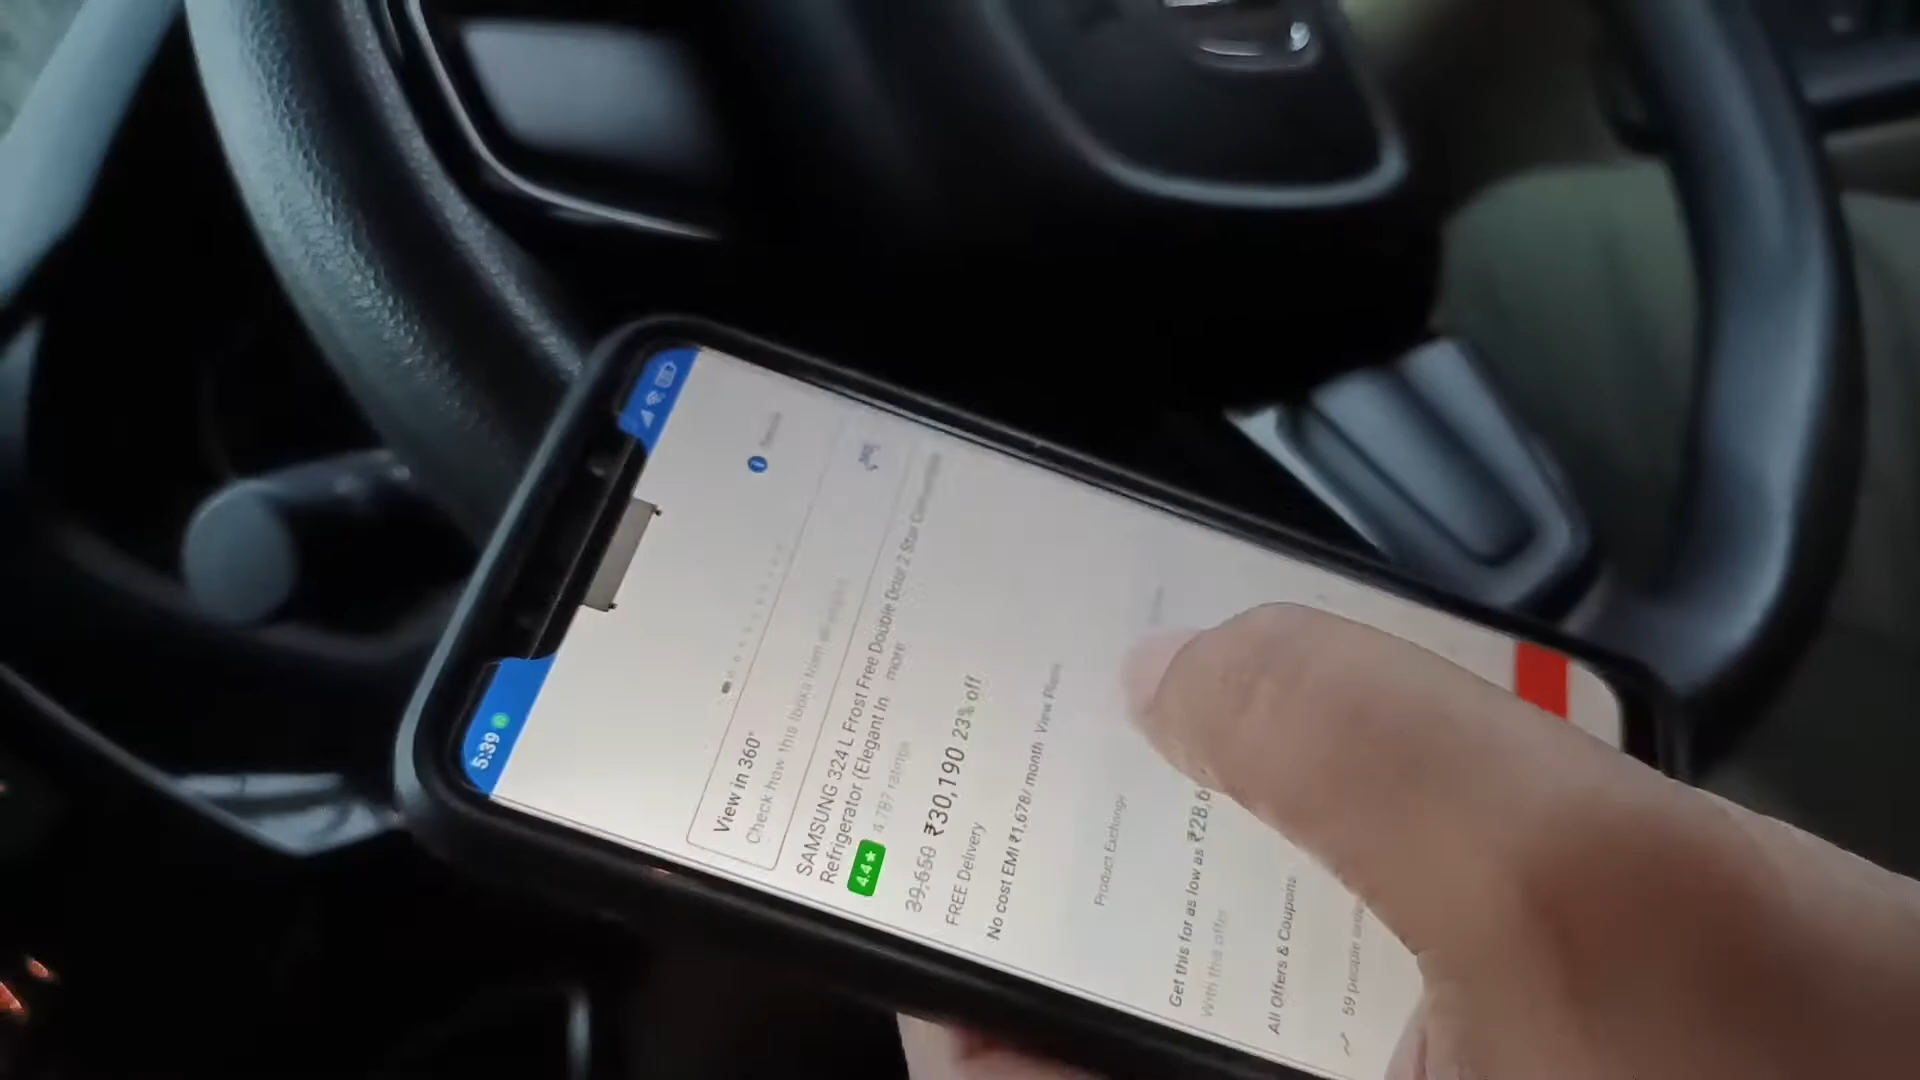 5:39
View in 360°
Check how this looks from all angles
SAMSUNG 324 L Frost Free Double Door 2 Star Convertible
Refrigerator (Elegant In more
4.4★ 4,787 ratings
39,650 ₹30,190 23% off
FREE Delivery
No cost EMI ₹1,678/month View Plans
Product Exchange
Get this for as low as ₹28,6
With this offer
All Offers & Coupons
59 people